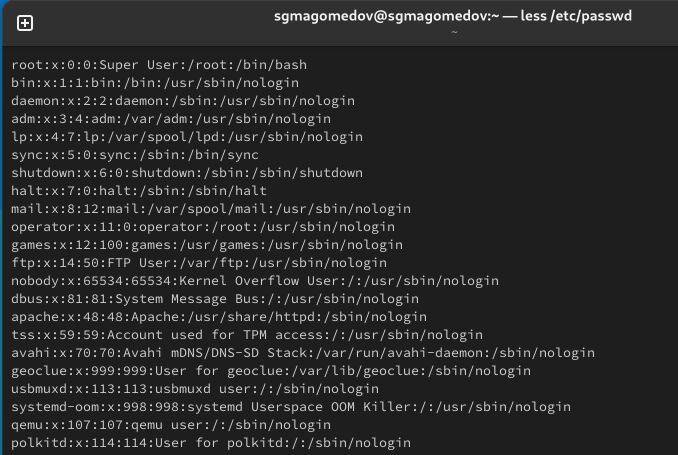 sgmagomedov@sgmagomedov:~ — less /etc/passwd
~
root:x:0:0:Super User:/root:/bin/bash
bin:x:1:1:bin:/bin:/usr/sbin/nologin
daemon:x:2:2:daemon:/sbin:/usr/sbin/nologin
adm:x:3:4:adm:/var/adm:/usr/sbin/nologin
lp:x:4:7:lp:/var/spool/lpd:/usr/sbin/nologin
sync:x:5:0:sync:/sbin:/bin/sync
shutdown:x:6:0:shutdown:/sbin:/sbin/shutdown
halt:x:7:0:halt:/sbin:/sbin/halt
mail:x:8:12:mail:/var/spool/mail:/usr/sbin/nologin
operator:x:11:0:operator:/root:/usr/sbin/nologin
games:x:12:100:games:/usr/games:/usr/sbin/nologin
ftp:x:14:50:FTP User:/var/ftp:/usr/sbin/nologin
nobody:x:65534:65534:Kernel Overflow User:/:/usr/sbin/nologin
dbus:x:81:81:System Message Bus:/:/usr/sbin/nologin
apache:x:48:48:Apache:/usr/share/httpd:/sbin/nologin
tss:x:59:59:Account used for TPM access:/:/usr/sbin/nologin
avahi:x:70:70:Avahi mDNS/DNS-SD Stack:/var/run/avahi-daemon:/sbin/nologin
geoclue:x:999:999:User for geoclue:/var/lib/geoclue:/sbin/nologin
usbmuxd:x:113:113:usbmuxd user:/:/sbin/nologin
systemd-oom:x:998:998:systemd Userspace OOM Killer:/:/usr/sbin/nologin
qemu:x:107:107:qemu user:/:/sbin/nologin
polkitd:x:114:114:User for polkitd:/:/sbin/nologin